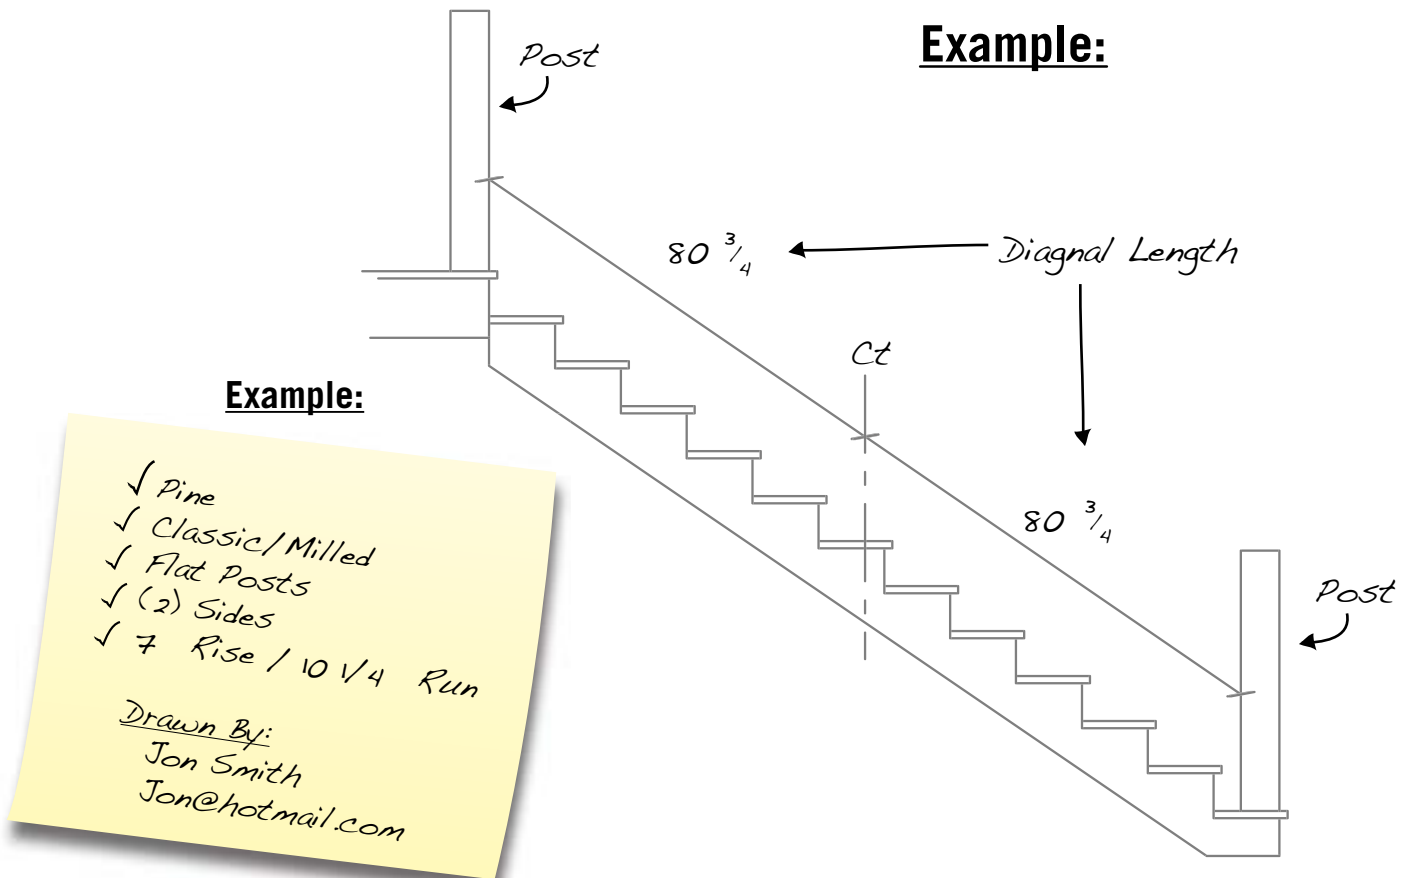 Example:
Post
80 3/4
Diagnal Length
Ct
Example:
80 3/4
Post
√ Pine
√ Classic/Milled
√ Flat Posts
√ (2) Sides
√ 7 Rise / 10 1/4 Run
Drawn By:
Jon Smith
Jon@hotmail.com